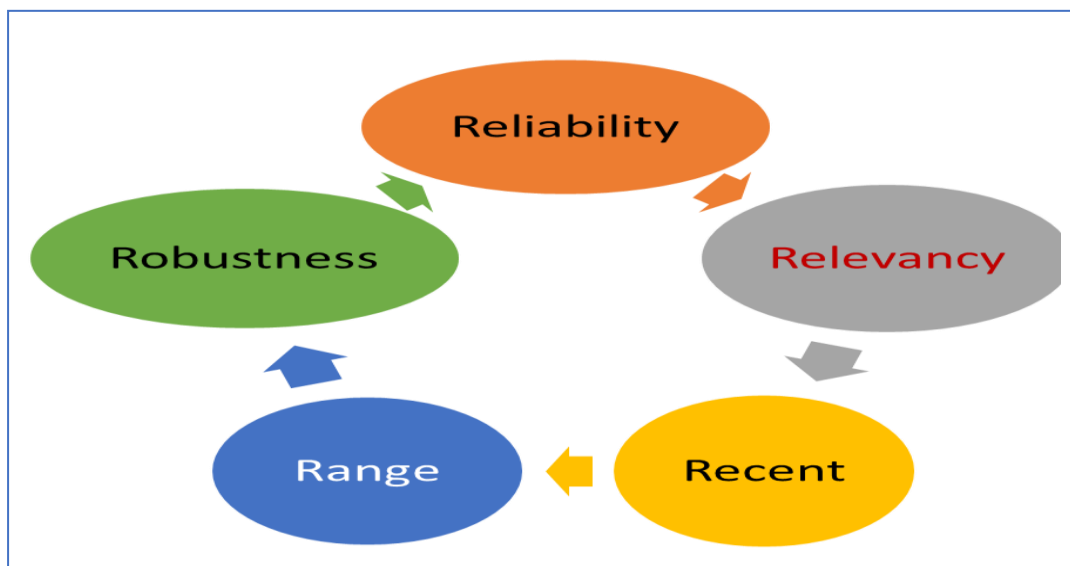 Reliability
Relevancy
Recent
Range
Robustness